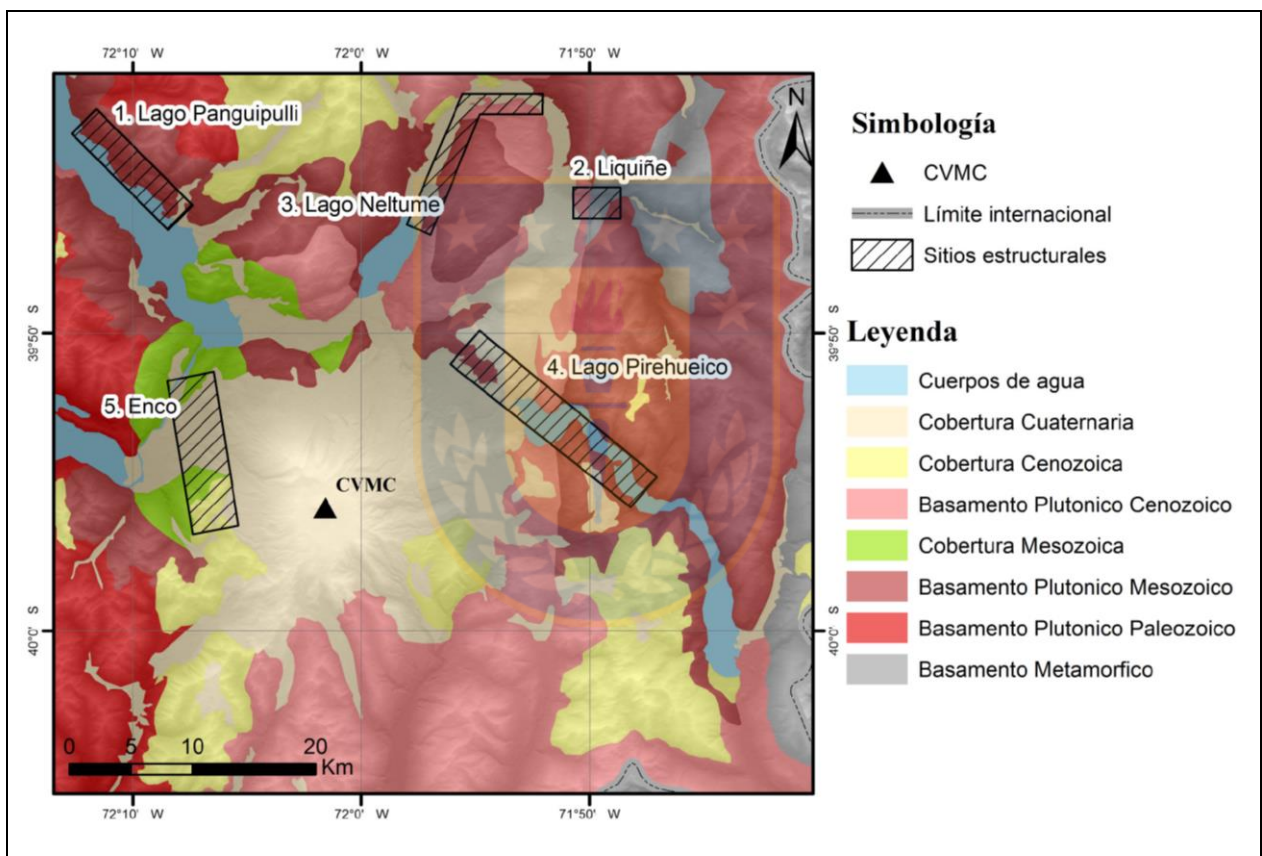 72°10' W
72°0' W
71°50' W
1. Lago Panguipulli
2. Liquiñe
3. Lago Neltume
4. Lago Pirehueico
5. Enco
CVMC
N
39°50' S
39°50' S
40°0' S
40°0' S
0 5 10 20
Km
72°10' W
72°0' W
71°50' W
Simbología
CVMC
Límite internacional
Sitios estructurales
Leyenda
Cuerpos de agua
Cobertura Cuaternaria
Cobertura Cenozoica
Basamento Plutonico Cenozoico
Cobertura Mesozoica
Basamento Plutonico Mesozoico
Basamento Plutonico Paleozoico
Basamento Metamorfico